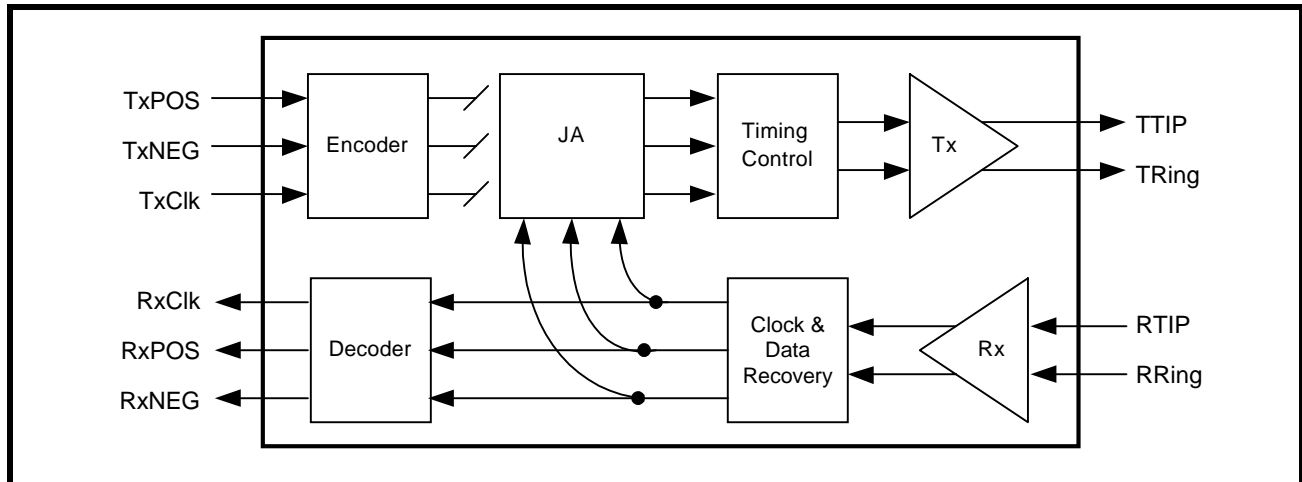 TxPOS
TxNEG
TxClk
Encoder
JA
Timing
Control
Tx
TTIP
TRing
RxClk
RxPOS
RxNEG
Decoder
Clock &
Data
Recovery
Rx
RTIP
RRing